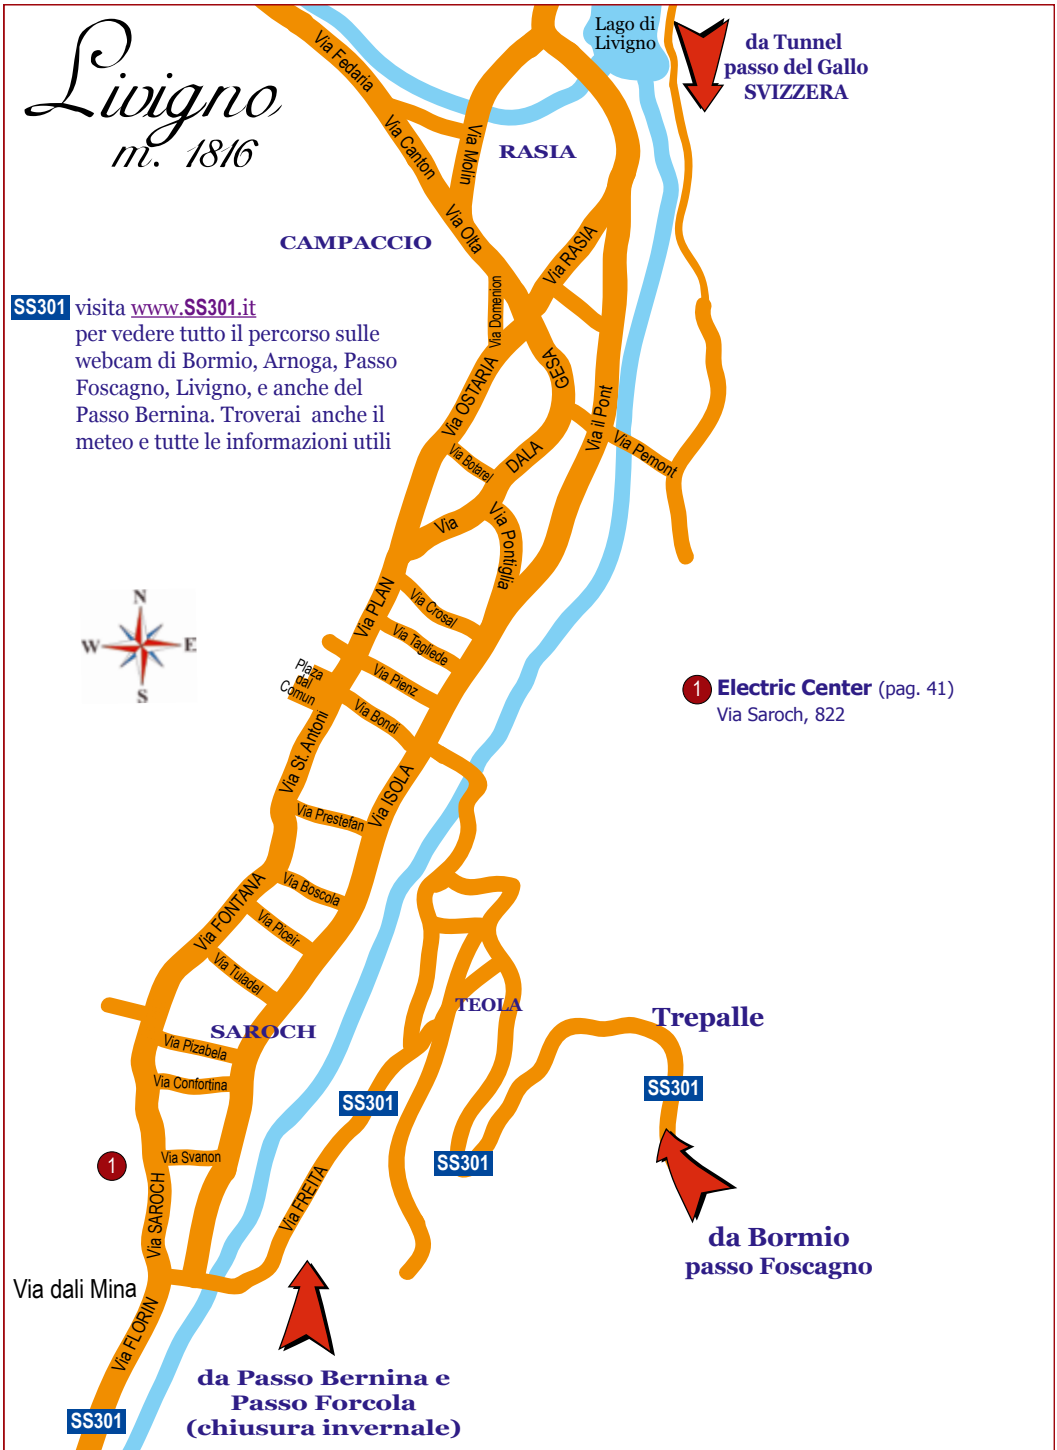 Livigno
m. 1816
Lago di
Livigno
da Tunnel
passo del Gallo
SVIZZERA
Via Fedaria
Via Canton
Via Molin
RASIA
Via Olta
CAMPACCIO
Via RASIA
Via Domenion
SS301 visita www.SS301.it
per vedere tutto il percorso sulle
webcam di Bormio, Arnoga, Passo
Foscagno, Livigno, e anche del
Passo Bernina. Troverai anche il
meteo e tutte le informazioni utili
GESA
Via OSTARIA
Via il Pont
Via Pemont
Via Botarel
DALA
Via
Via Pontiglia
Via PLAN
Via Crosal
Via Tagliede
N
W
E
S
Plaza
dal
Comun
Via Pienz
Via Bondi
1 Electric Center (pag. 41)
Via Saroch, 822
Via St. Antoni
Via ISOLA
Via Prestefan
Via FONTANA
Via Boscola
Via Piceir
Via Tuladel
TEOLA
Trepalle
SAROCH
Via Pizabela
Via Confortina
SS301
SS301
Via Svanon
1
SS301
Via SAROCH
Via FREITA
da Bormio
passo Foscagno
Via dali Mina
Via FLORIN
da Passo Bernina e
Passo Forcola
(chiusura invernale)
SS301